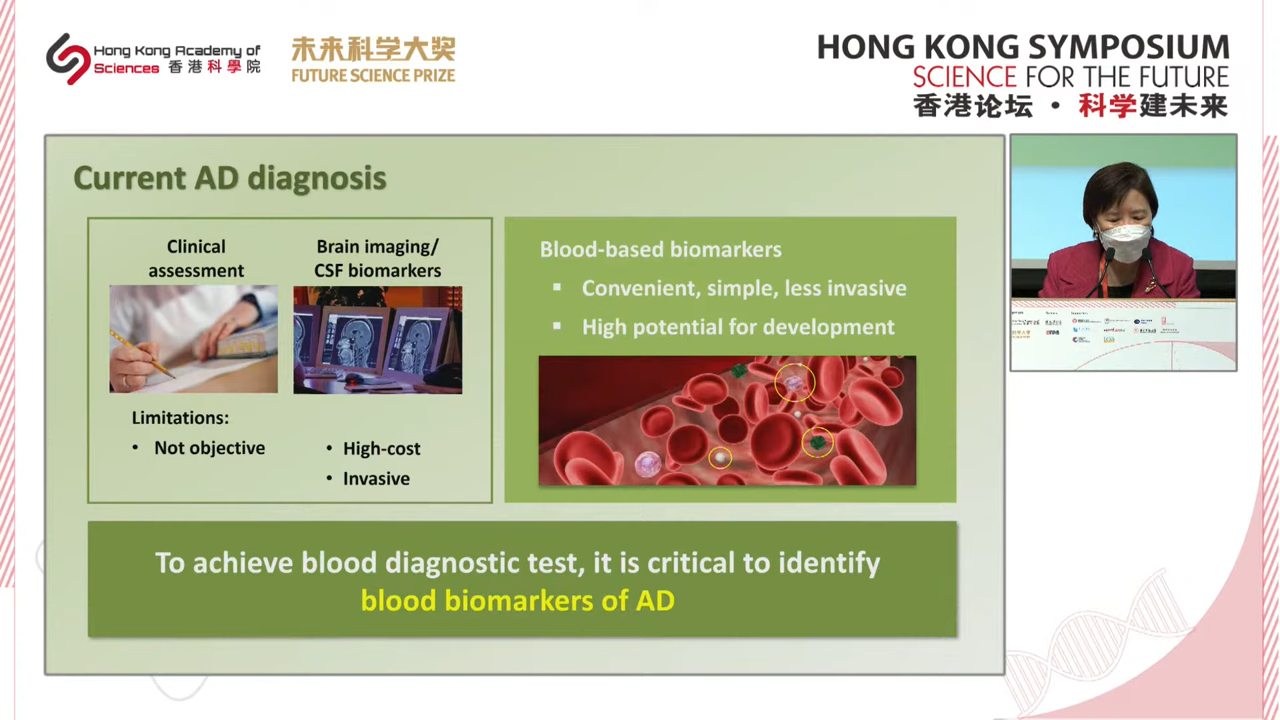 Hong Kong Academy of
Sciences 香港科學院
未来科学大奖
FUTURE SCIENCE PRIZE
HONG KONG SYMPOSIUM
SCIENCE FOR THE FUTURE
香港论坛 · 科学建未来
Current AD diagnosis
Clinical
assessment
Brain imaging/
CSF biomarkers
Limitations:
• Not objective
• High-cost
• Invasive
Blood-based biomarkers
▪ Convenient, simple, less invasive
▪ High potential for development
To achieve blood diagnostic test, it is critical to identify
blood biomarkers of AD